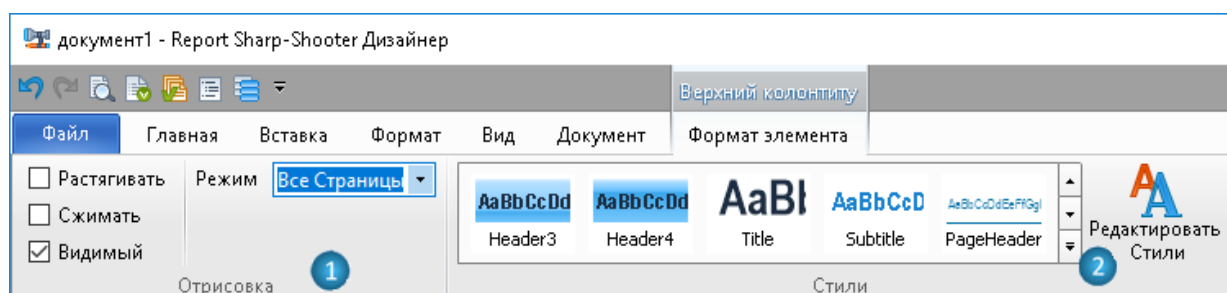 документ1 - Report Sharp-Shooter Дизайнер
Верхний колонтиту
Файл Главная Вставка Формат Вид Документ Формат элемента
Растягивать Режим Все Страницы
Сжимать
Видимый
AaBbCcDd AaBbCcDd AaBb AaBbCcD AaBbCcDdEeFfGgI
Header3 Header4 Title Subtitle PageHeader
Редактировать
Стили
1 2
Отрисовка Стили